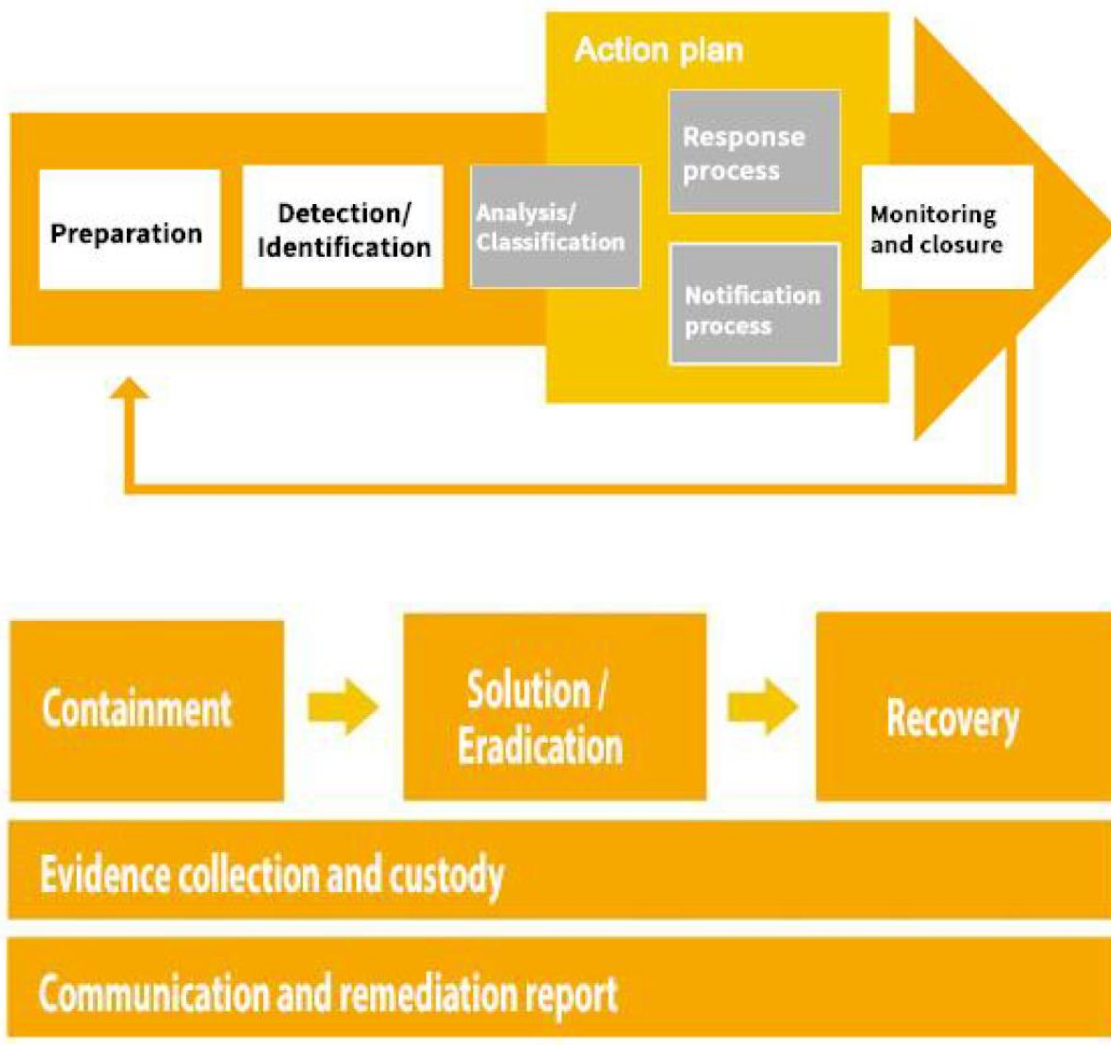 Action plan
Preparation
Detection/
Identification
Analysis/
Classification
Response
process
Notification
process
Monitoring
and closure
Containment
Solution /
Eradication
Recovery
Evidence collection and custody
Communication and remediation report